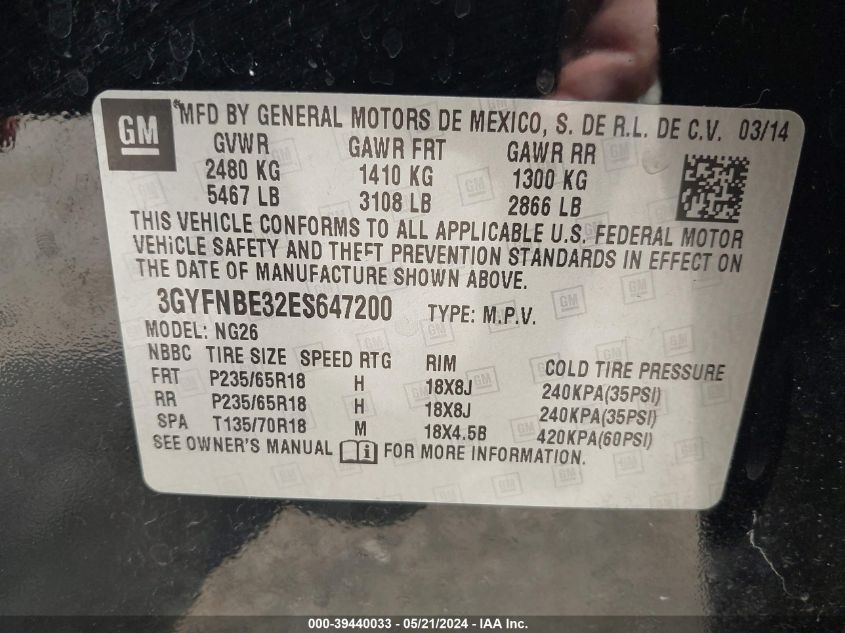 GM
*MFD BY GENERAL MOTORS DE MEXICO, S. DE R.L. DE C.V. 03/14
GVWR GAWR FRT GAWR RR
2480 KG 1410 KG 1300 KG
5467 LB 3108 LB 2866 LB
THIS VEHICLE CONFORMS TO ALL APPLICABLE U.S. FEDERAL MOTOR
VEHICLE SAFETY AND THEFT PREVENTION STANDARDS IN EFFECT ON
THE DATE OF MANUFACTURE SHOWN ABOVE.
3GYFNBE32ES647200 TYPE: M.P.V.
MODEL: NG26
NBBC TIRE SIZE SPEED RTG RIM COLD TIRE PRESSURE
FRT P235/65R18 H 18X8J 240KPA(35PSI)
RR P235/65R18 H 18X8J 240KPA(35PSI)
SPA T135/70R18 M 18X4.5B 420KPA(60PSI)
SEE OWNER'S MANUAL i FOR MORE INFORMATION.
000-39440033 - 05/21/2024 - IAA Inc.